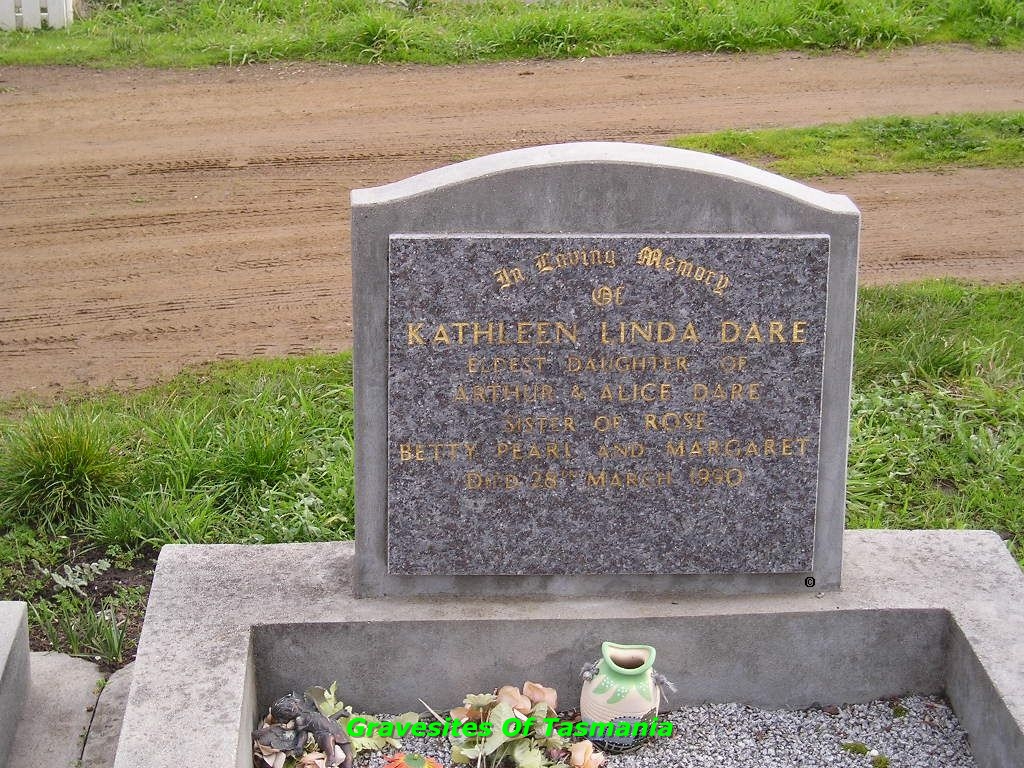 In Loving Memory
Of
KATHLEEN LINDA DARE
ELDEST DAUGHTER OF
ARTHUR & ALICE DARE
SISTER OF ROSE
BETTY PEARL AND MARGARET
DIED 28TH MARCH 1990
Gravesites Of Tasmania